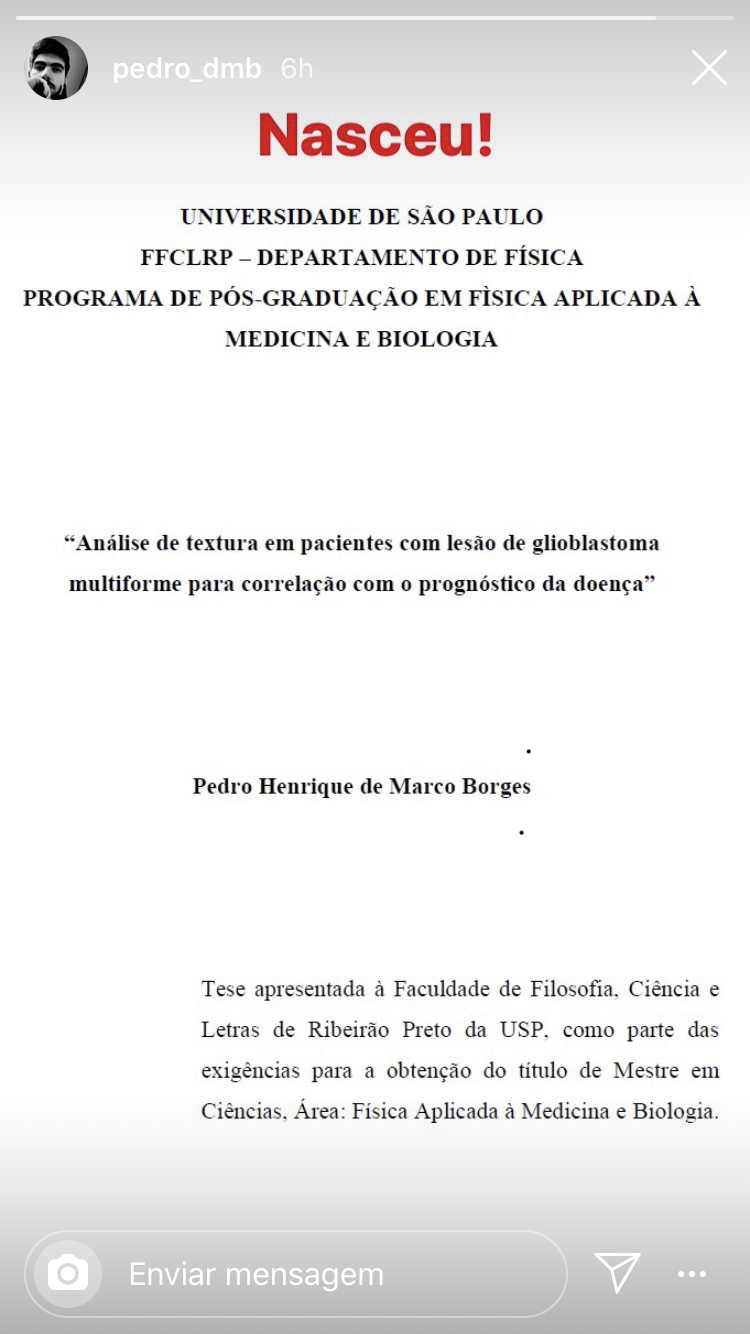 pedro_dmb 6h
Nasceu!
UNIVERSIDADE DE SÃO PAULO
FFCLRP – DEPARTAMENTO DE FÍSICA
PROGRAMA DE PÓS-GRADUAÇÃO EM FÌSICA APLICADA À
MEDICINA E BIOLOGIA
“Análise de textura em pacientes com lesão de glioblastoma
multiforme para correlação com o prognóstico da doença”
Pedro Henrique de Marco Borges
Tese apresentada à Faculdade de Filosofia, Ciência e
Letras de Ribeirão Preto da USP, como parte das
exigências para a obtenção do título de Mestre em
Ciências, Área: Física Aplicada à Medicina e Biologia.
Enviar mensagem